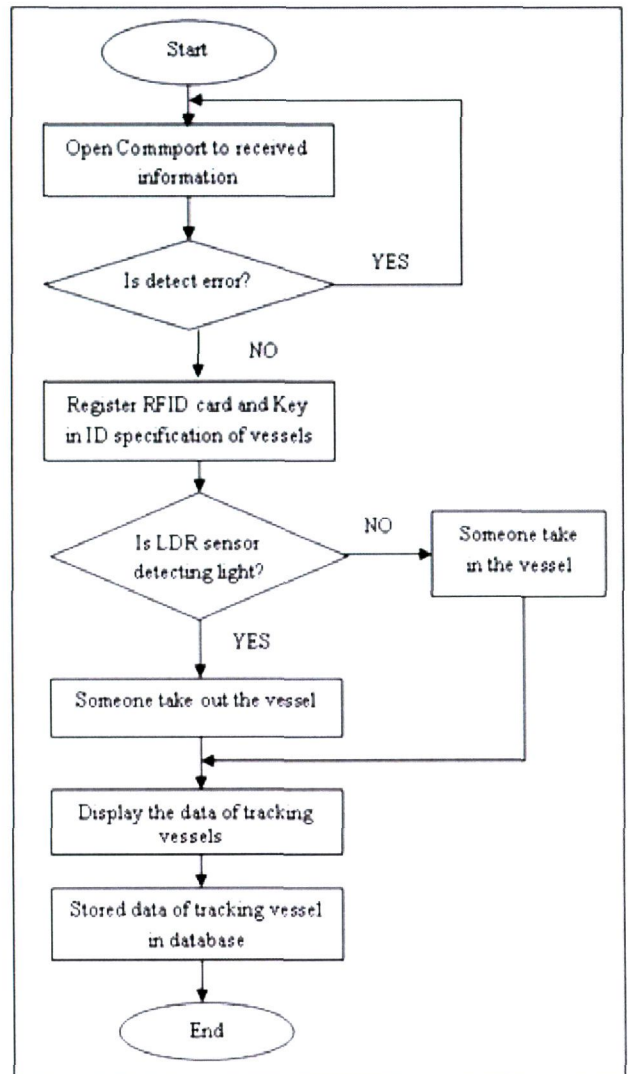 Start
Open Commport to received
information
Is detect error?
YES
NO
Register RFID card and Key
in ID specification of vessels
Is LDR sensor
detecting light?
NO
Someone take
in the vessel
YES
Someone take out the vessel
Display the data of tracking
vessels
Stored data of tracking vessel
in database
End